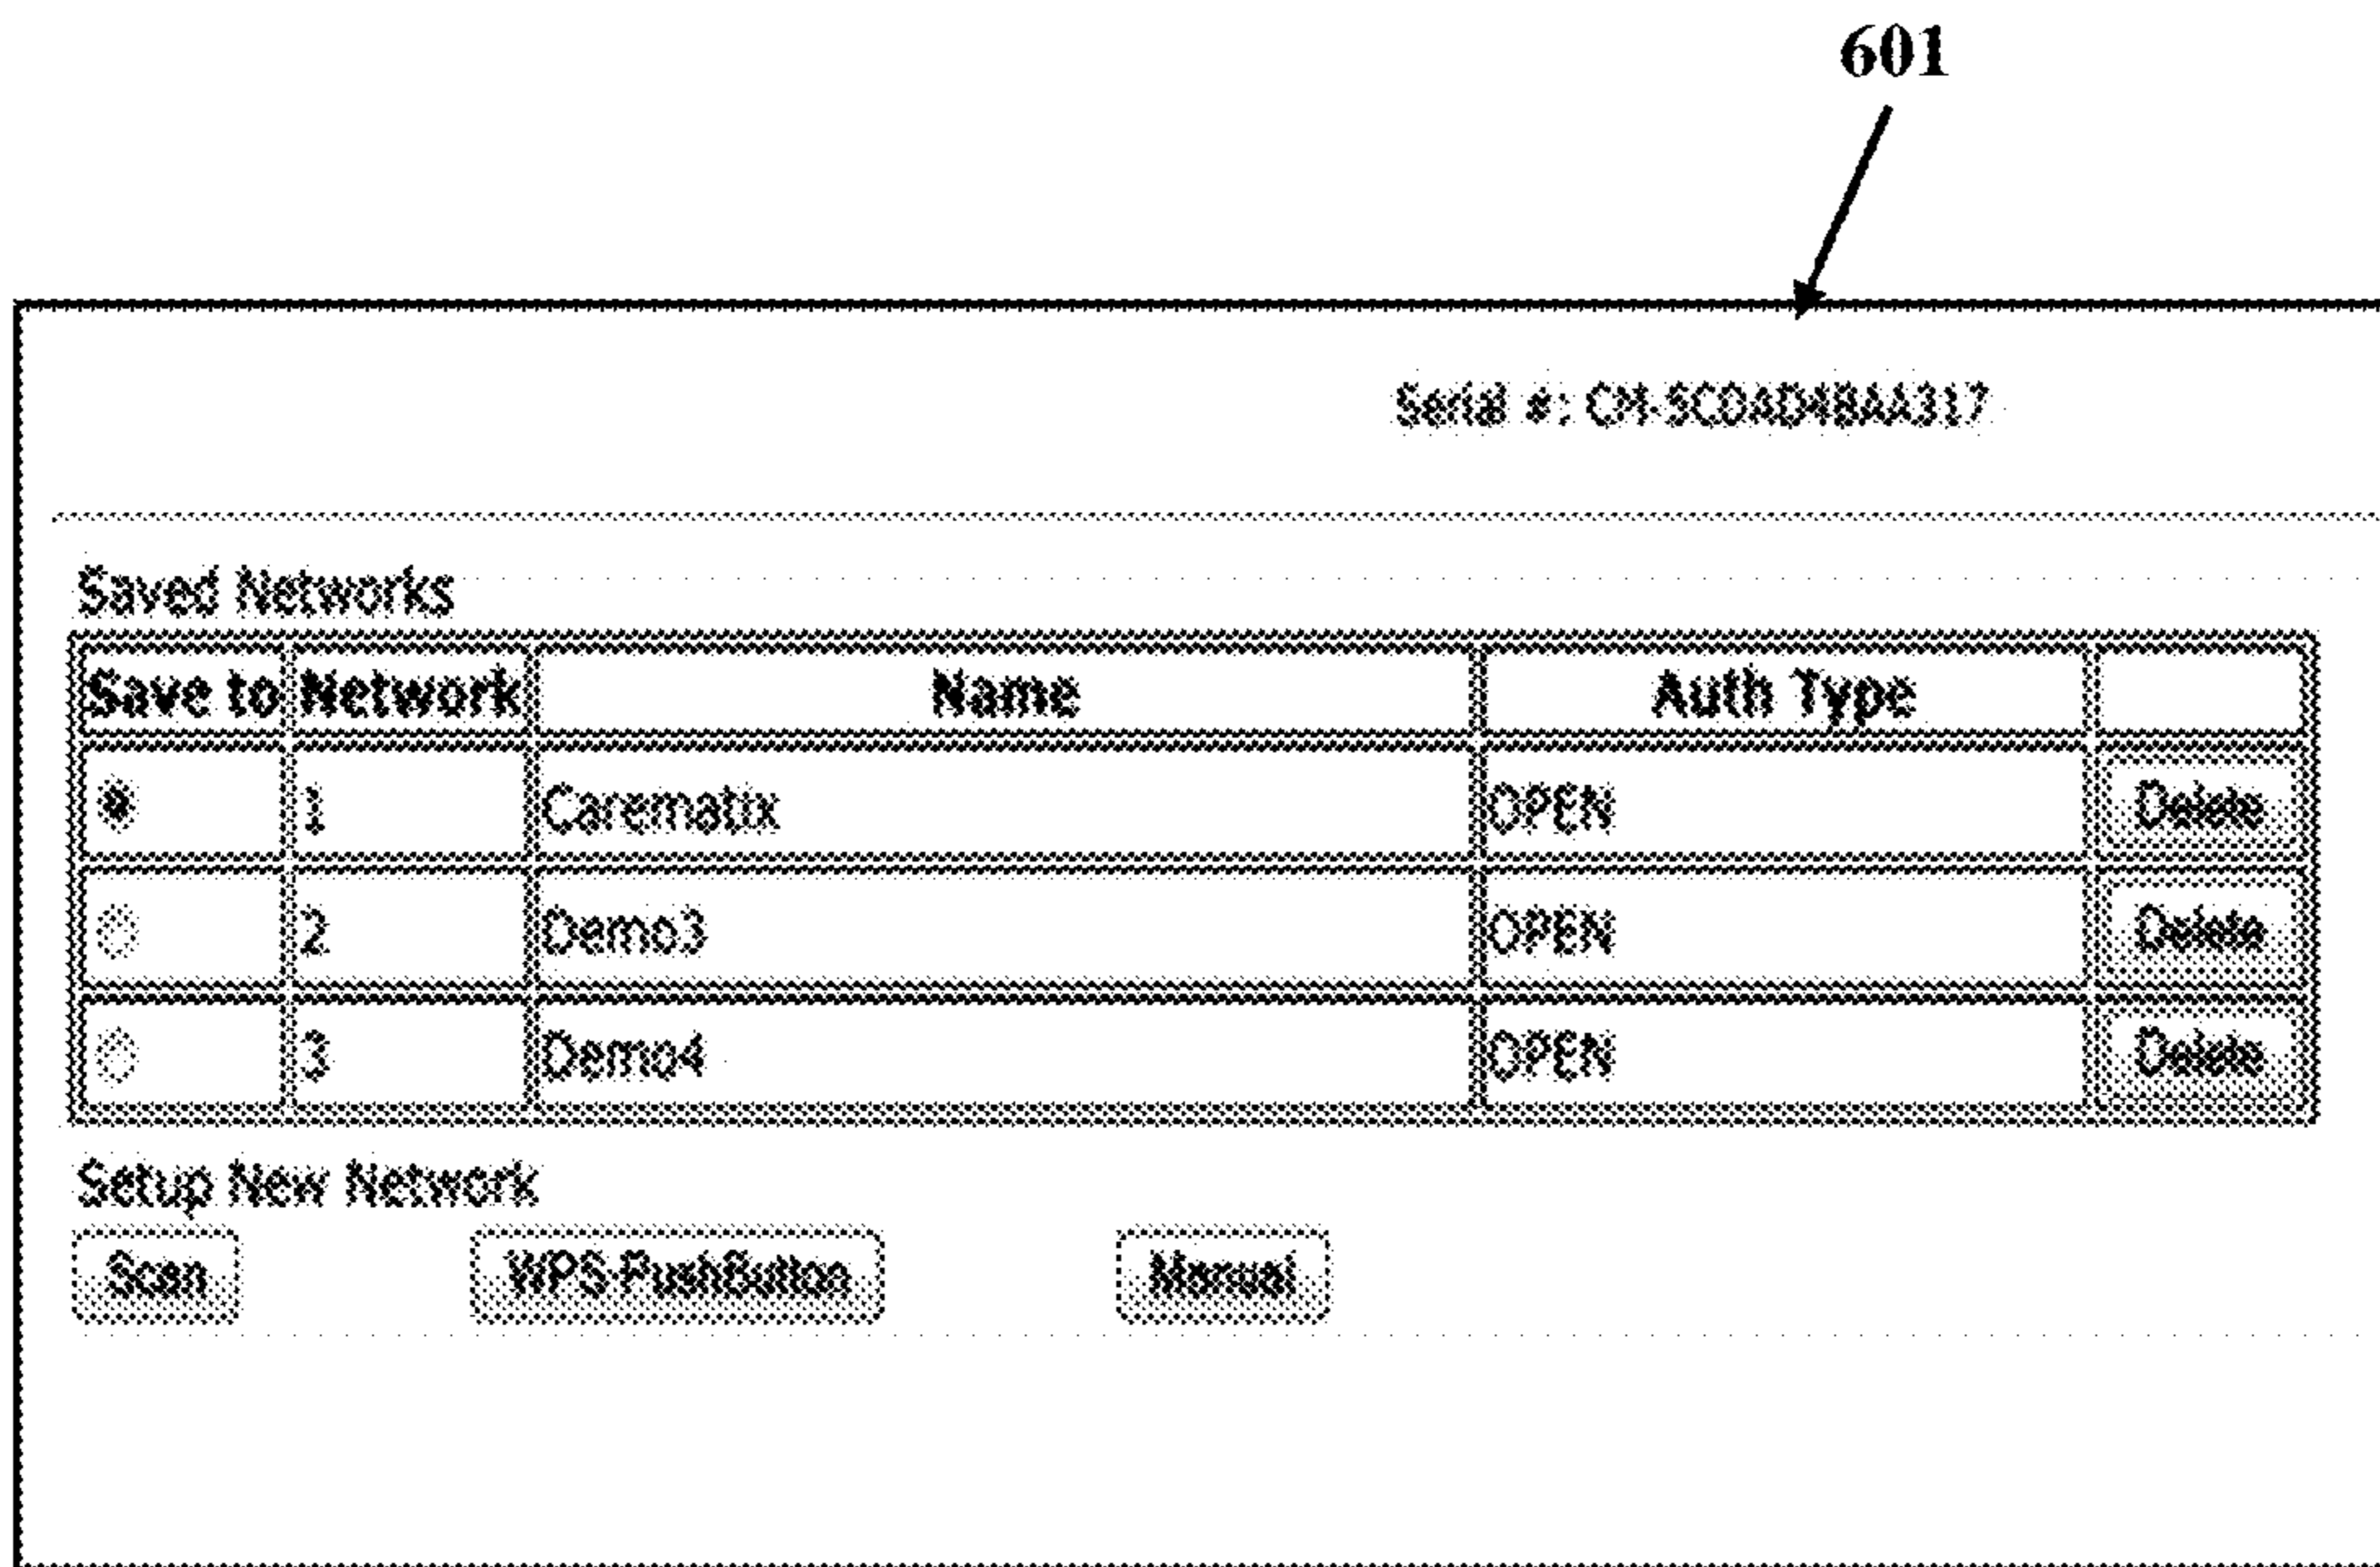 601
Serial #: CM-5C0AD4BAA317
Saved Networks
Save to Network Name Auth Type
1 Carematix OPEN Delete
2 Demo3 OPEN Delete
3 Demo4 OPEN Delete
Setup New Network
Scan WPS-PushButton Manual